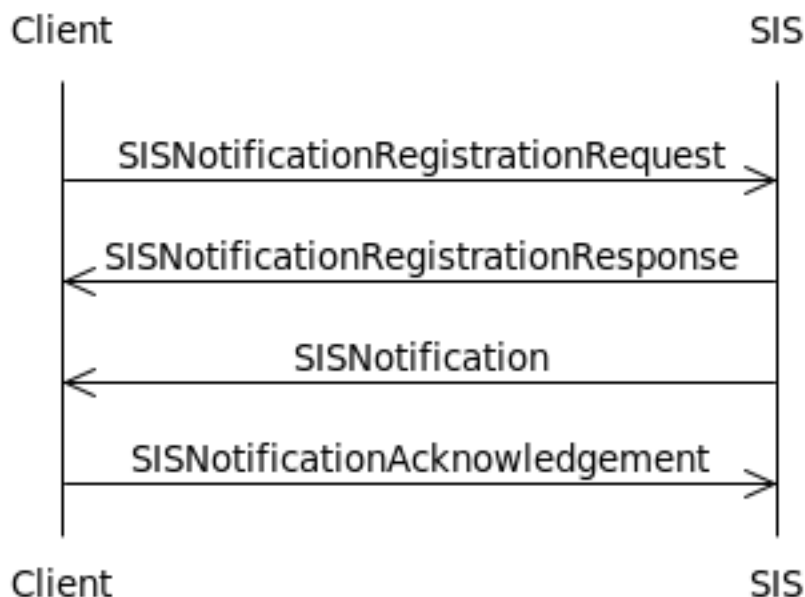 Client SIS
SISNotificationRegistrationRequest
SISNotificationRegistrationResponse
SISNotification
SISNotificationAcknowledgement
Client SIS